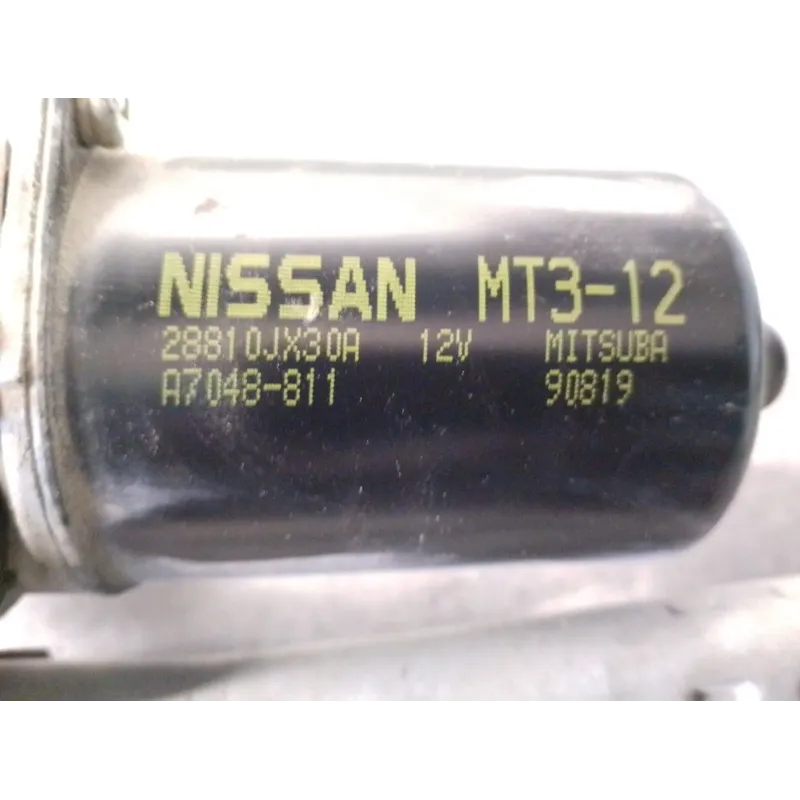 NISSAN MT3-12
28810JX30A 12V MITSUBA
A7048-811 90819